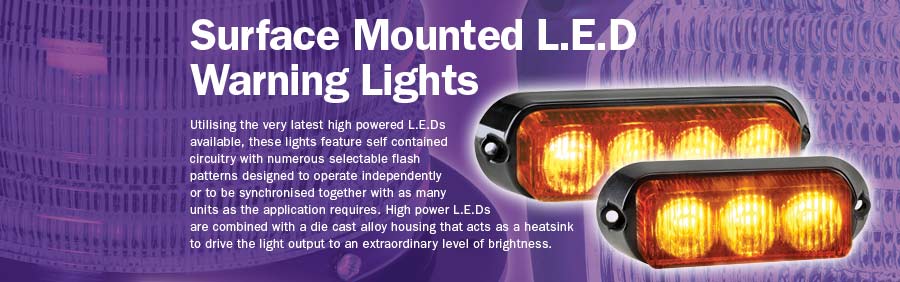 Surface Mounted L.E.D
Warning Lights
Utilising the very latest high powered L.E.Ds
available, these lights feature self contained
circuitry with numerous selectable flash
patterns designed to operate independently
or to be synchronised together with as many
units as the application requires. High power L.E.Ds
are combined with a die cast alloy housing that acts as a heatsink
to drive the light output to an extraordinary level of brightness.